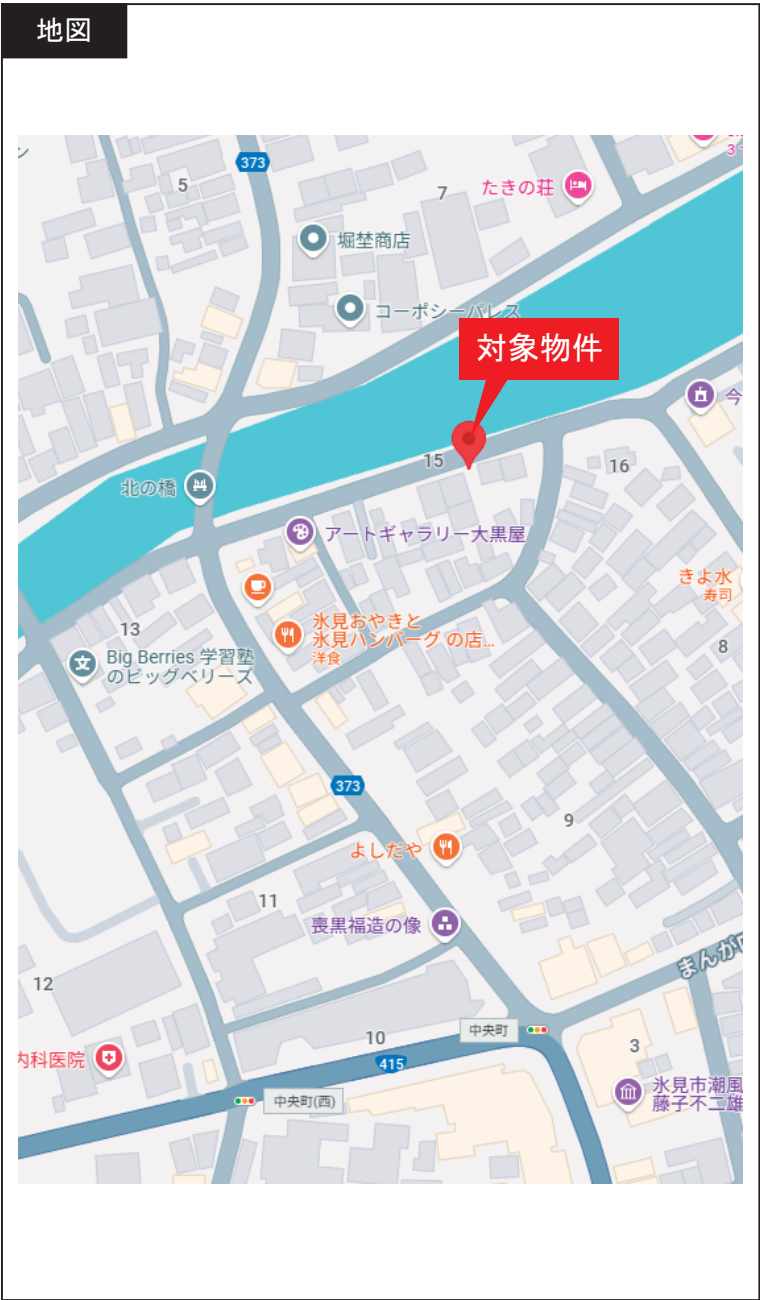 地図
373
5
7
たきの荘
3
堀埜商店
コーポシーパレス
対象物件
今
15
16
北の橋
アートギャラリー大黒屋
きよ水
寿司
氷見おやきと
氷見ハンバーグ の店...
洋食
13
8
Big Berries 学習塾
のビッグベリーズ
373
9
よしだや
11
喪黒福造の像
まんが
12
中央町
10
3
415
内科医院
氷見市潮風
藤子不二雄
中央町(西)